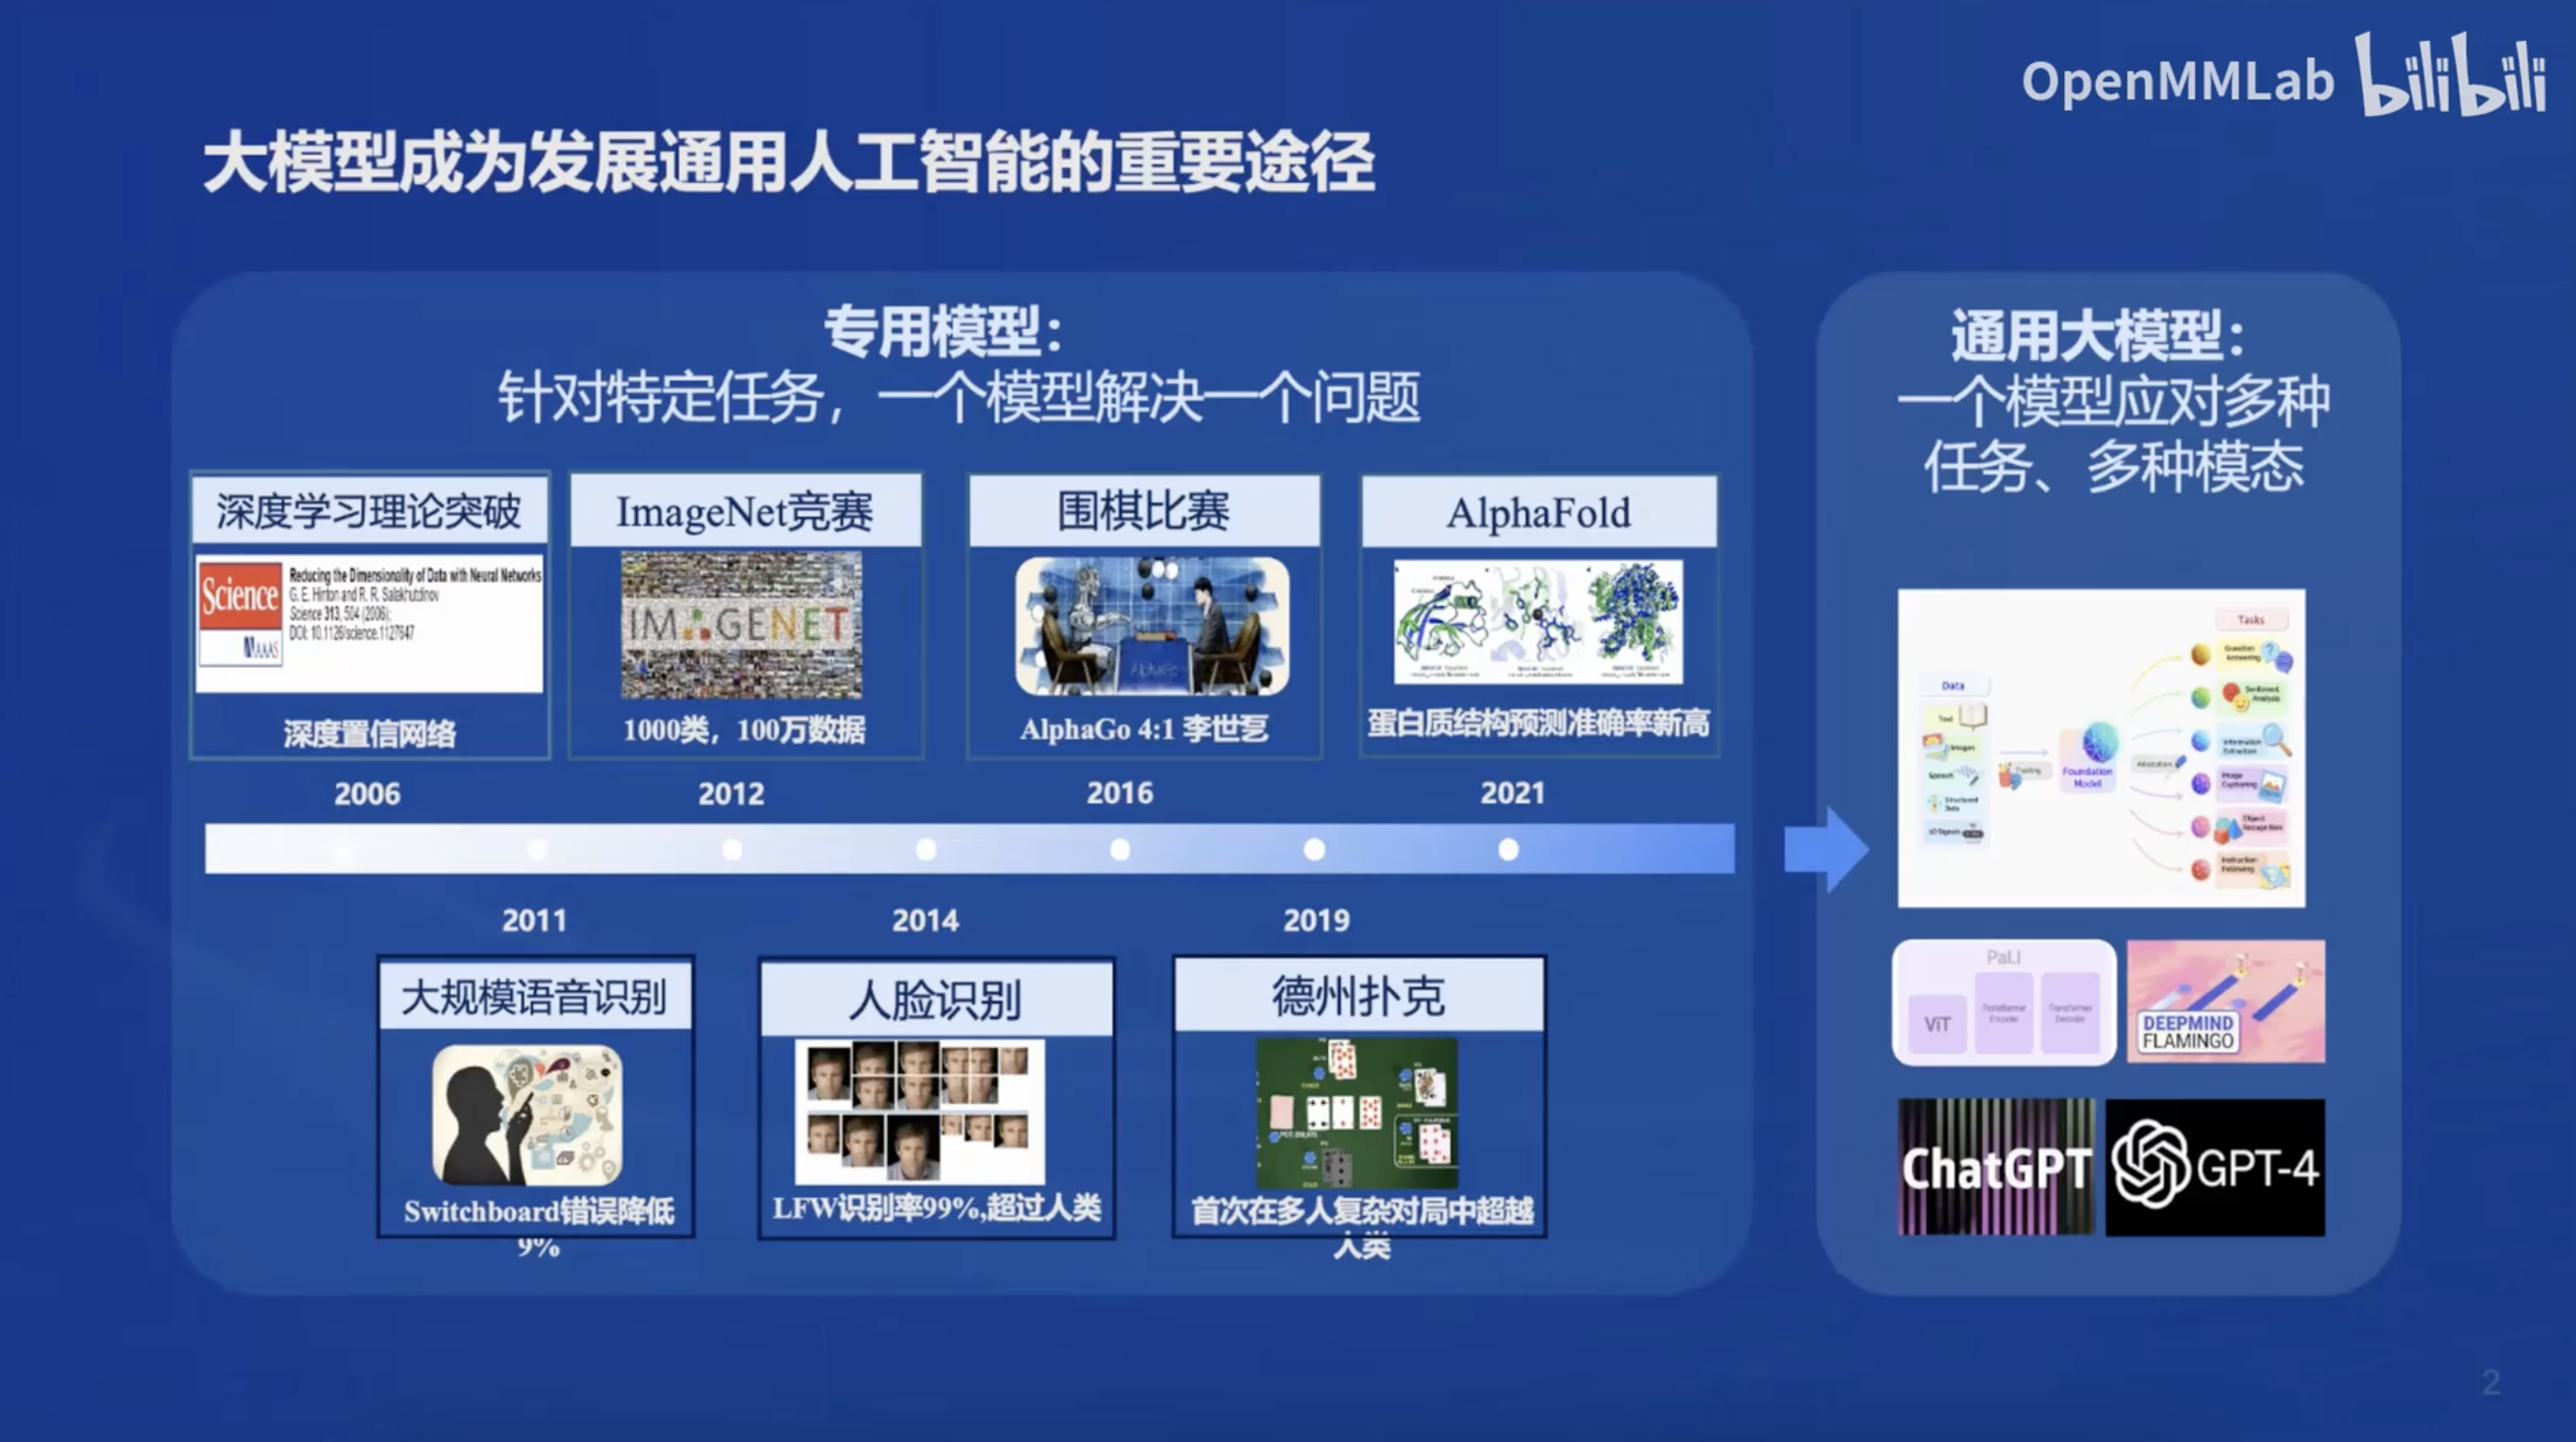 OpenMMLab bilibili
大模型成为发展通用人工智能的重要途径
专用模型：
针对特定任务，一个模型解决一个问题
深度学习理论突破
Science
AAAS
Reducing the Dimensionality of Data with Neural Networks
G. E. Hinton and R. R. Salakhutdinov
Science 313, 504 (2006);
DOI: 10.1126/science.1127647
深度置信网络
2006
ImageNet竞赛
IMAGENET
1000类，100万数据
2012
围棋比赛
AlphaGo
AlphaGo 4:1 李世乭
2016
AlphaFold
蛋白质结构预测准确率新高
2021
2011
大规模语音识别
Switchboard错误降低
9%
2014
人脸识别
LFW识别率99%,超过人类
2019
德州扑克
首次在多人复杂对局中超越
人类
通用大模型：
一个模型应对多种
任务、多种模态
Data
Text
Images
Speech
Structured
Data
3D Signals
Training
Foundation
Model
Adaptation
Tasks
Question
Answering
Sentiment
Analysis
Information
Extraction
Image
Captioning
Object
Recognition
Instruction
Following
PaLI
ViT
Transformer
Encoder
Transformer
Decoder
DEEPMIND
FLAMINGO
ChatGPT
GPT-4
2